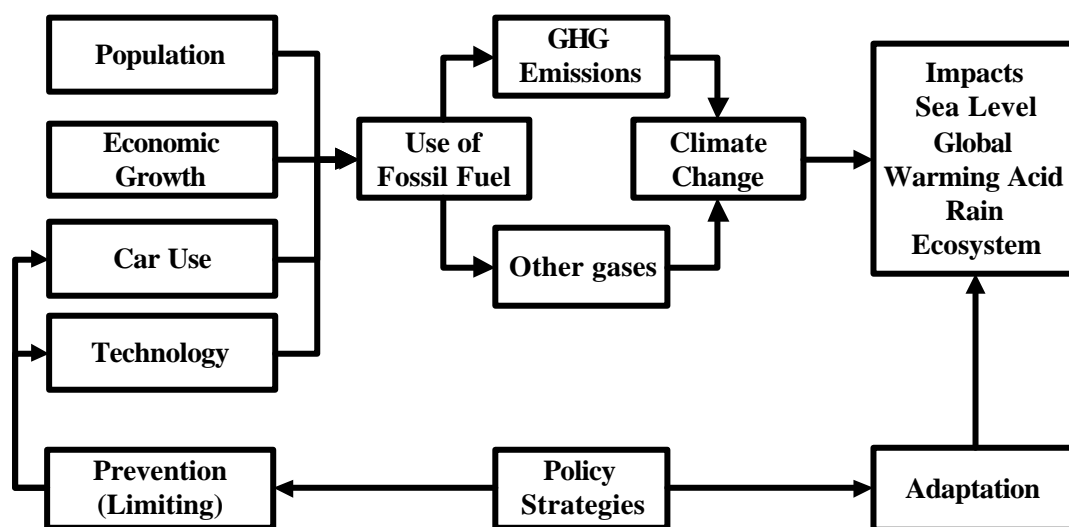 Population
Economic
Growth
Car Use
Technology
Prevention
(Limiting)
Use of
Fossil Fuel
GHG
Emissions
Other gases
Climate
Change
Impacts
Sea Level
Global
Warming Acid
Rain
Ecosystem
Policy
Strategies
Adaptation